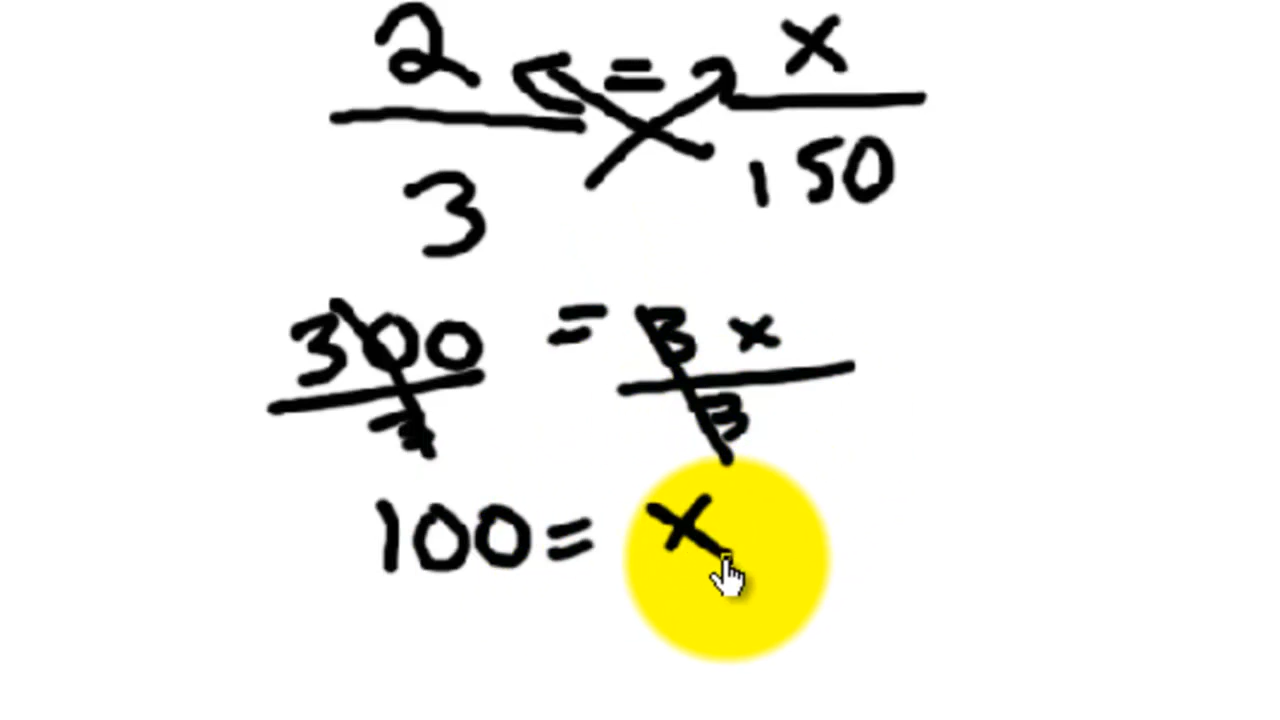 2 = x
3 150
300 = 3x
3 3
100 = x